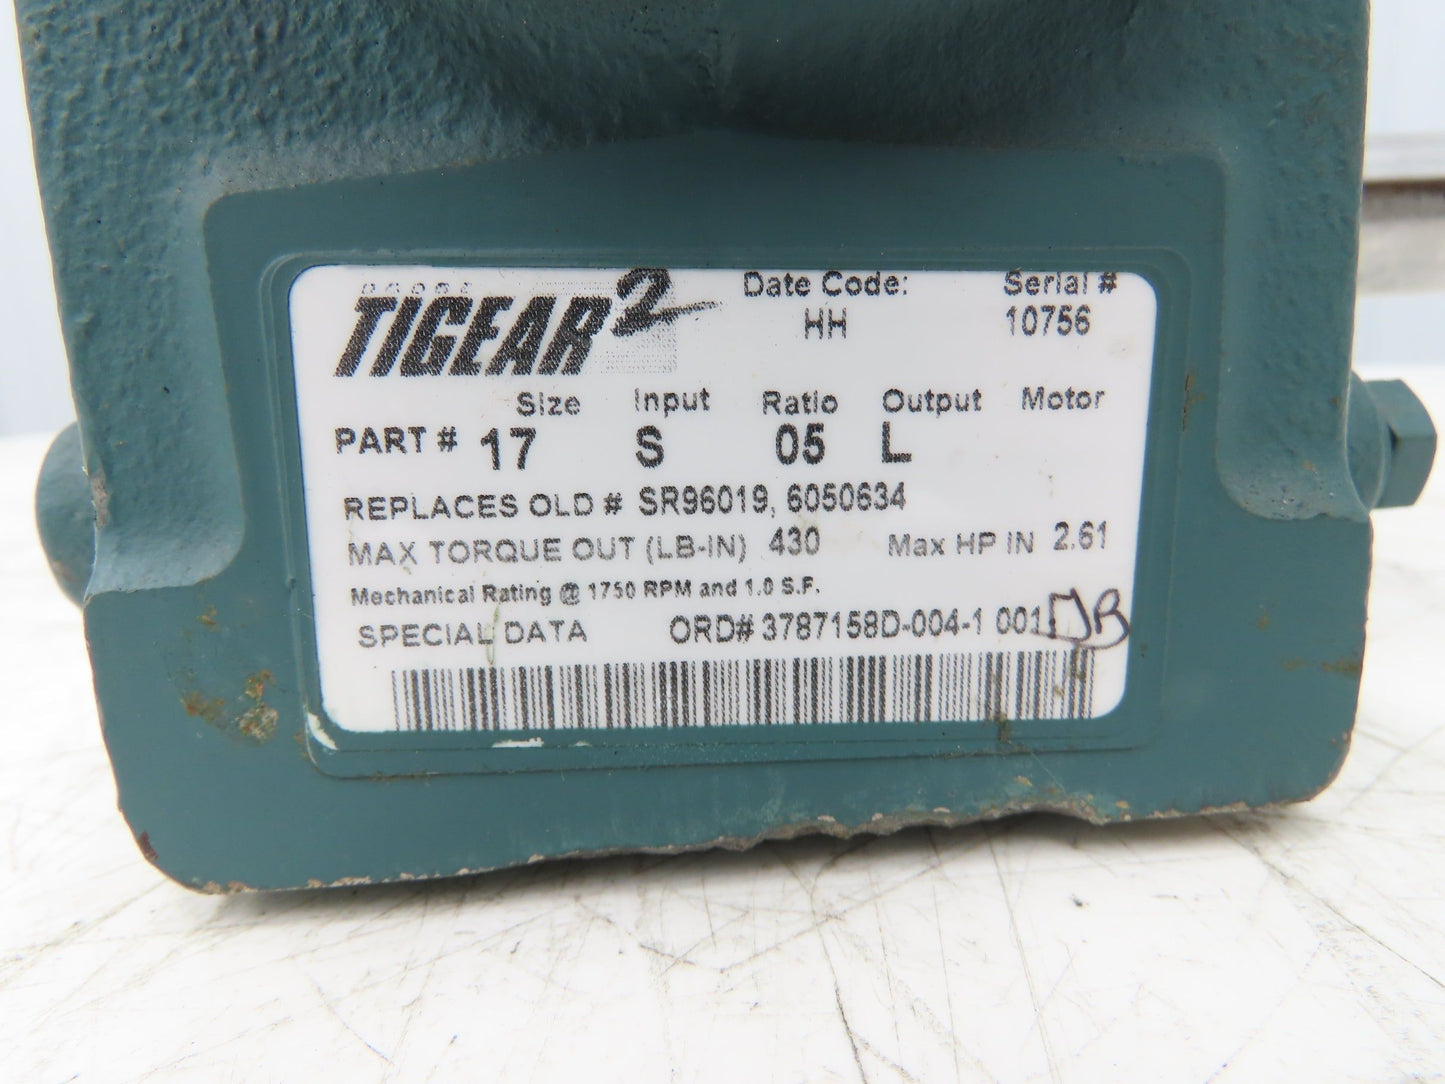 DODGE
TIGEAR2
Date Code: Serial #
HH 10756
Size Input Ratio Output Motor
PART # 17 S 05 L
REPLACES OLD # SR96019, 6050634
MAX TORQUE OUT (LB-IN) 430 Max HP IN 2.61
Mechanical Rating @ 1750 RPM and 1.0 S.F.
SPECIAL DATA ORD# 3787158D-004-1 001